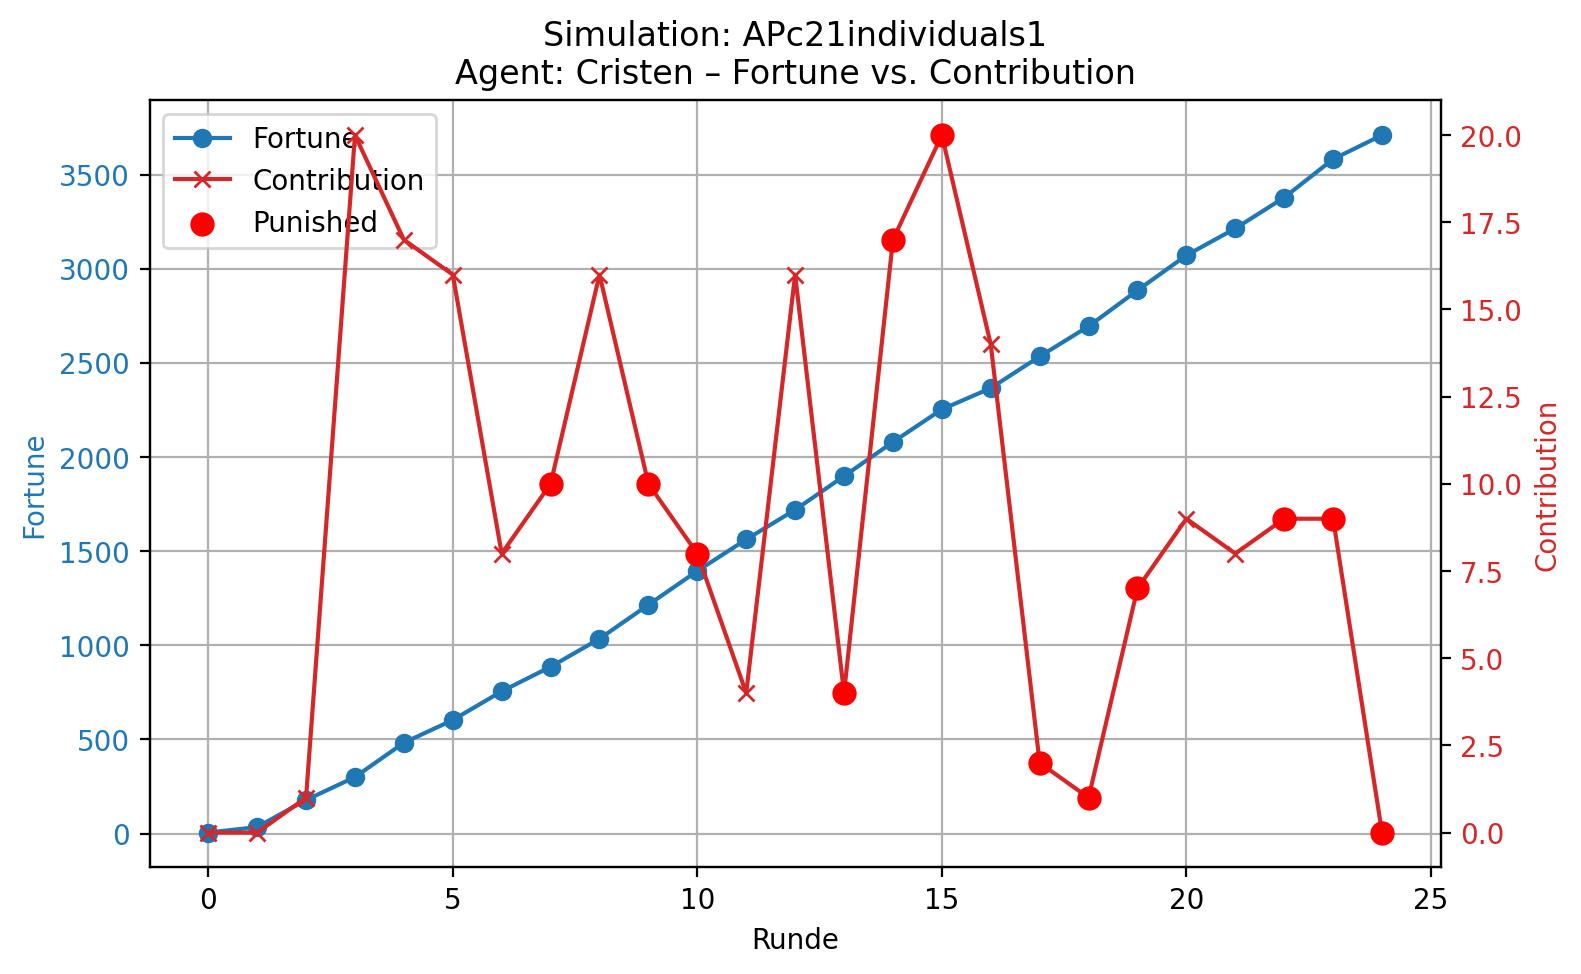 Simulation: APc21individuals1
Agent: Cristen – Fortune vs. Contribution
Fortune
Contribution
Punished
Fortune
3500
3000
2500
2000
1500
1000
500
0
20.0
17.5
15.0
12.5
10.0
7.5
5.0
2.5
0.0
Contribution
0 5 10 15 20 25
Runde